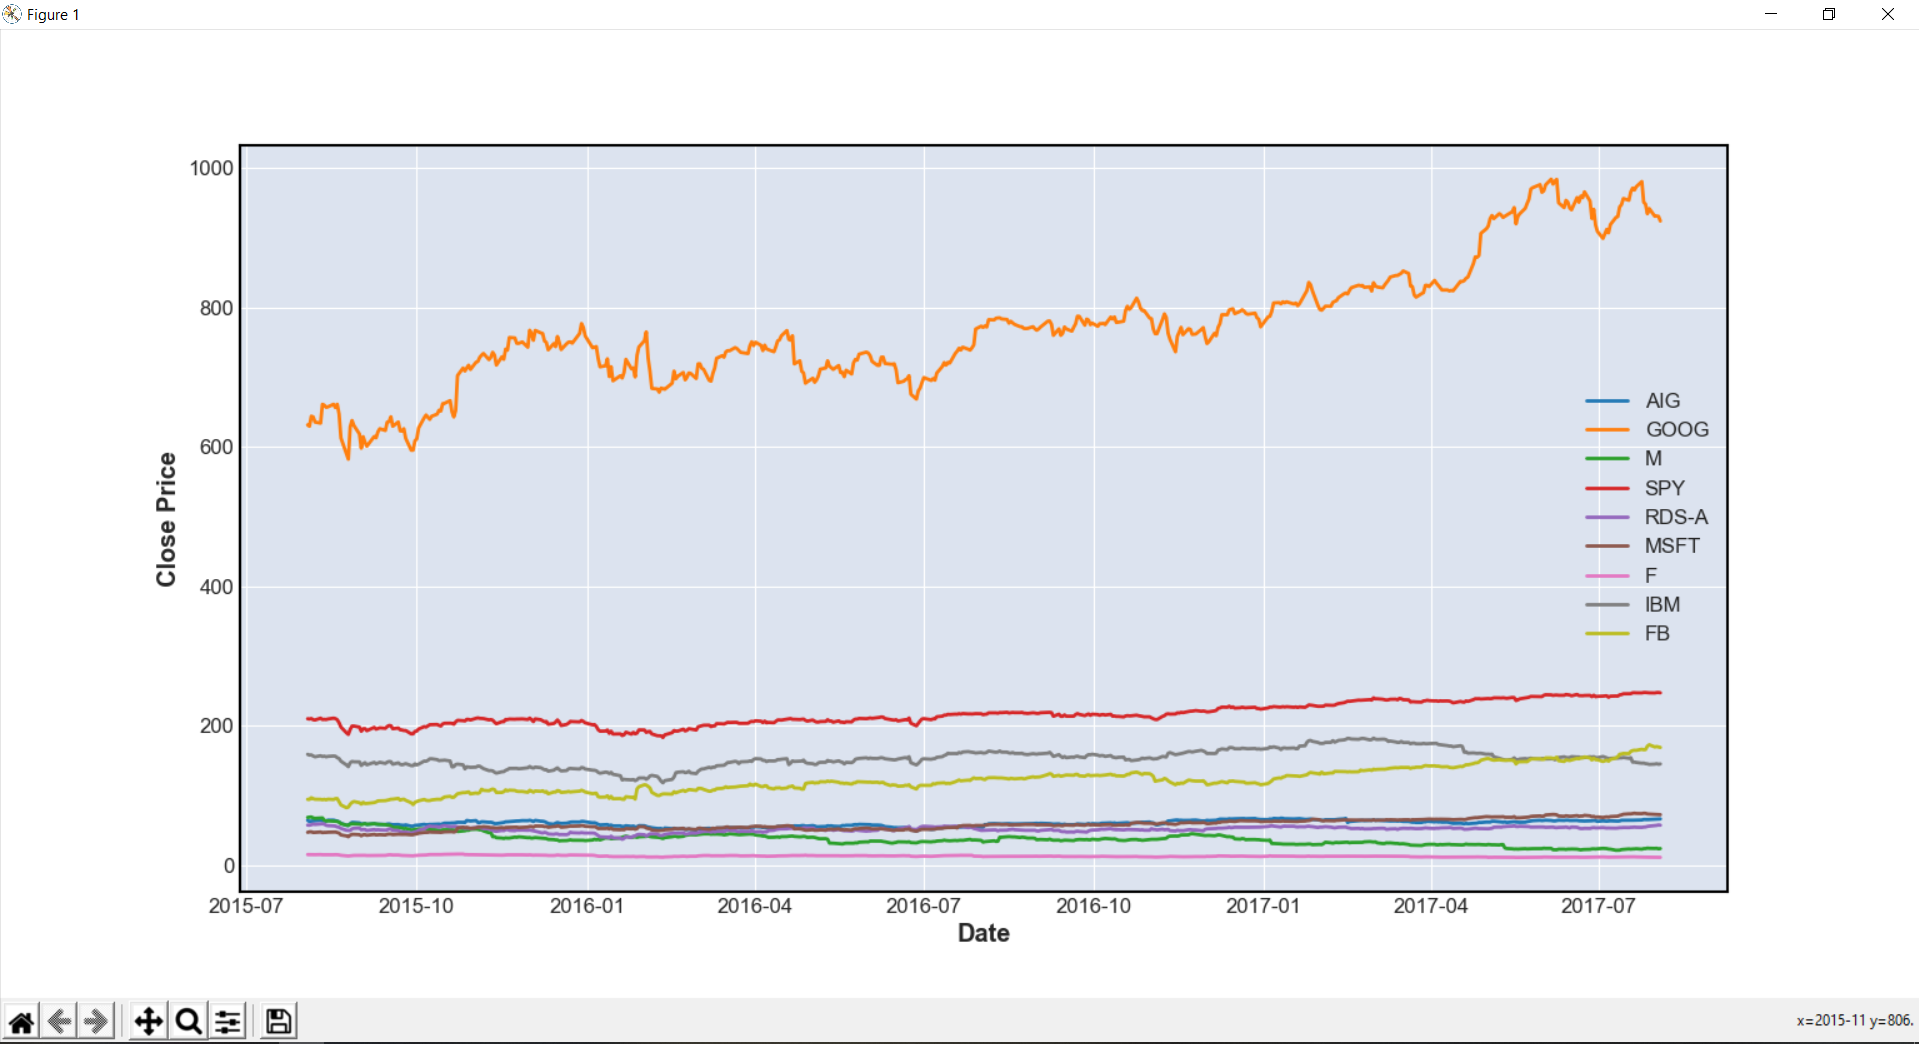 Figure 1
1000
800
600
400
200
0
Close Price
AIG
GOOG
M
SPY
RDS-A
MSFT
F
IBM
FB
2015-07 2015-10 2016-01 2016-04 2016-07 2016-10 2017-01 2017-04 2017-07
Date
x=2015-11 y=806.